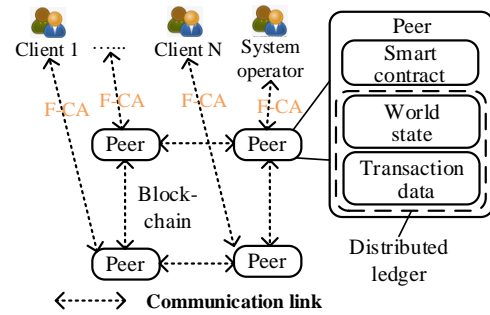 Client 1
......
Client N
System
operator
F-CA
F-CA
F-CA
F-CA
Peer
Peer
Block-
chain
Peer
Peer
Communication link
Peer
Smart
contract
World
state
Transaction
data
Distributed
ledger